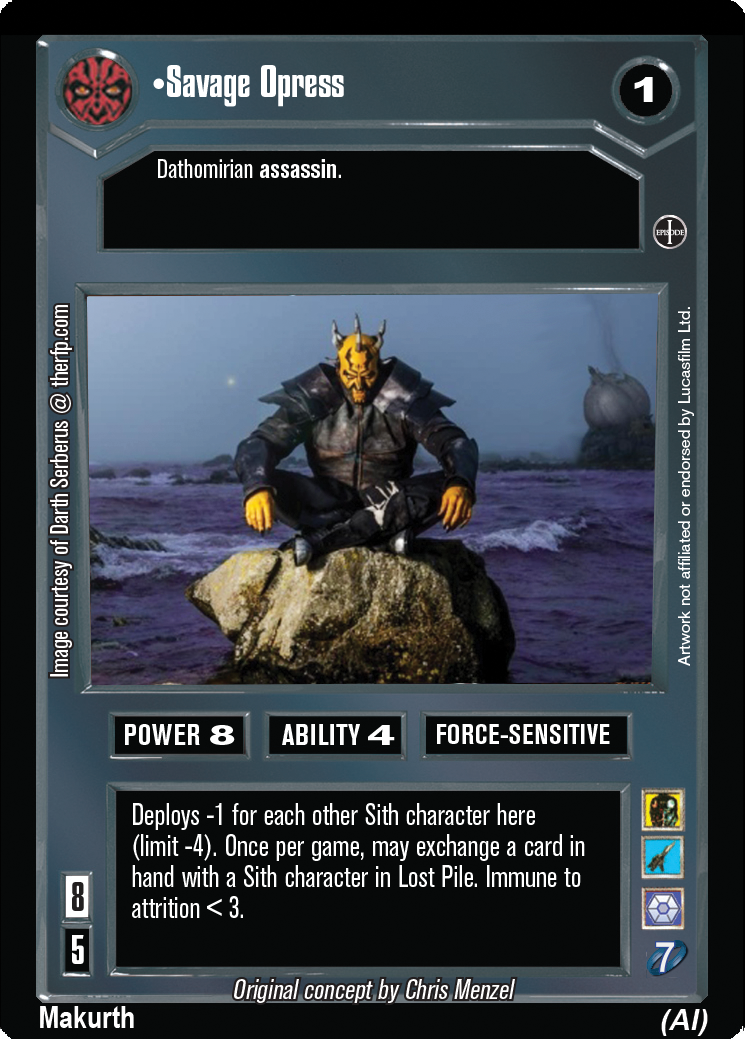 •Savage Opress
1
Dathomirian assassin.
EPISODE
I
Image courtesy of Darth Serberus @ therfp.com
Artwork not affiliated or endorsed by Lucasfilm Ltd.
POWER 8
ABILITY 4
FORCE-SENSITIVE
Deploys -1 for each other Sith character here
(limit -4). Once per game, may exchange a card in
hand with a Sith character in Lost Pile. Immune to
attrition < 3.
8
5
7
Original concept by Chris Menzel
Makurth
(AI)